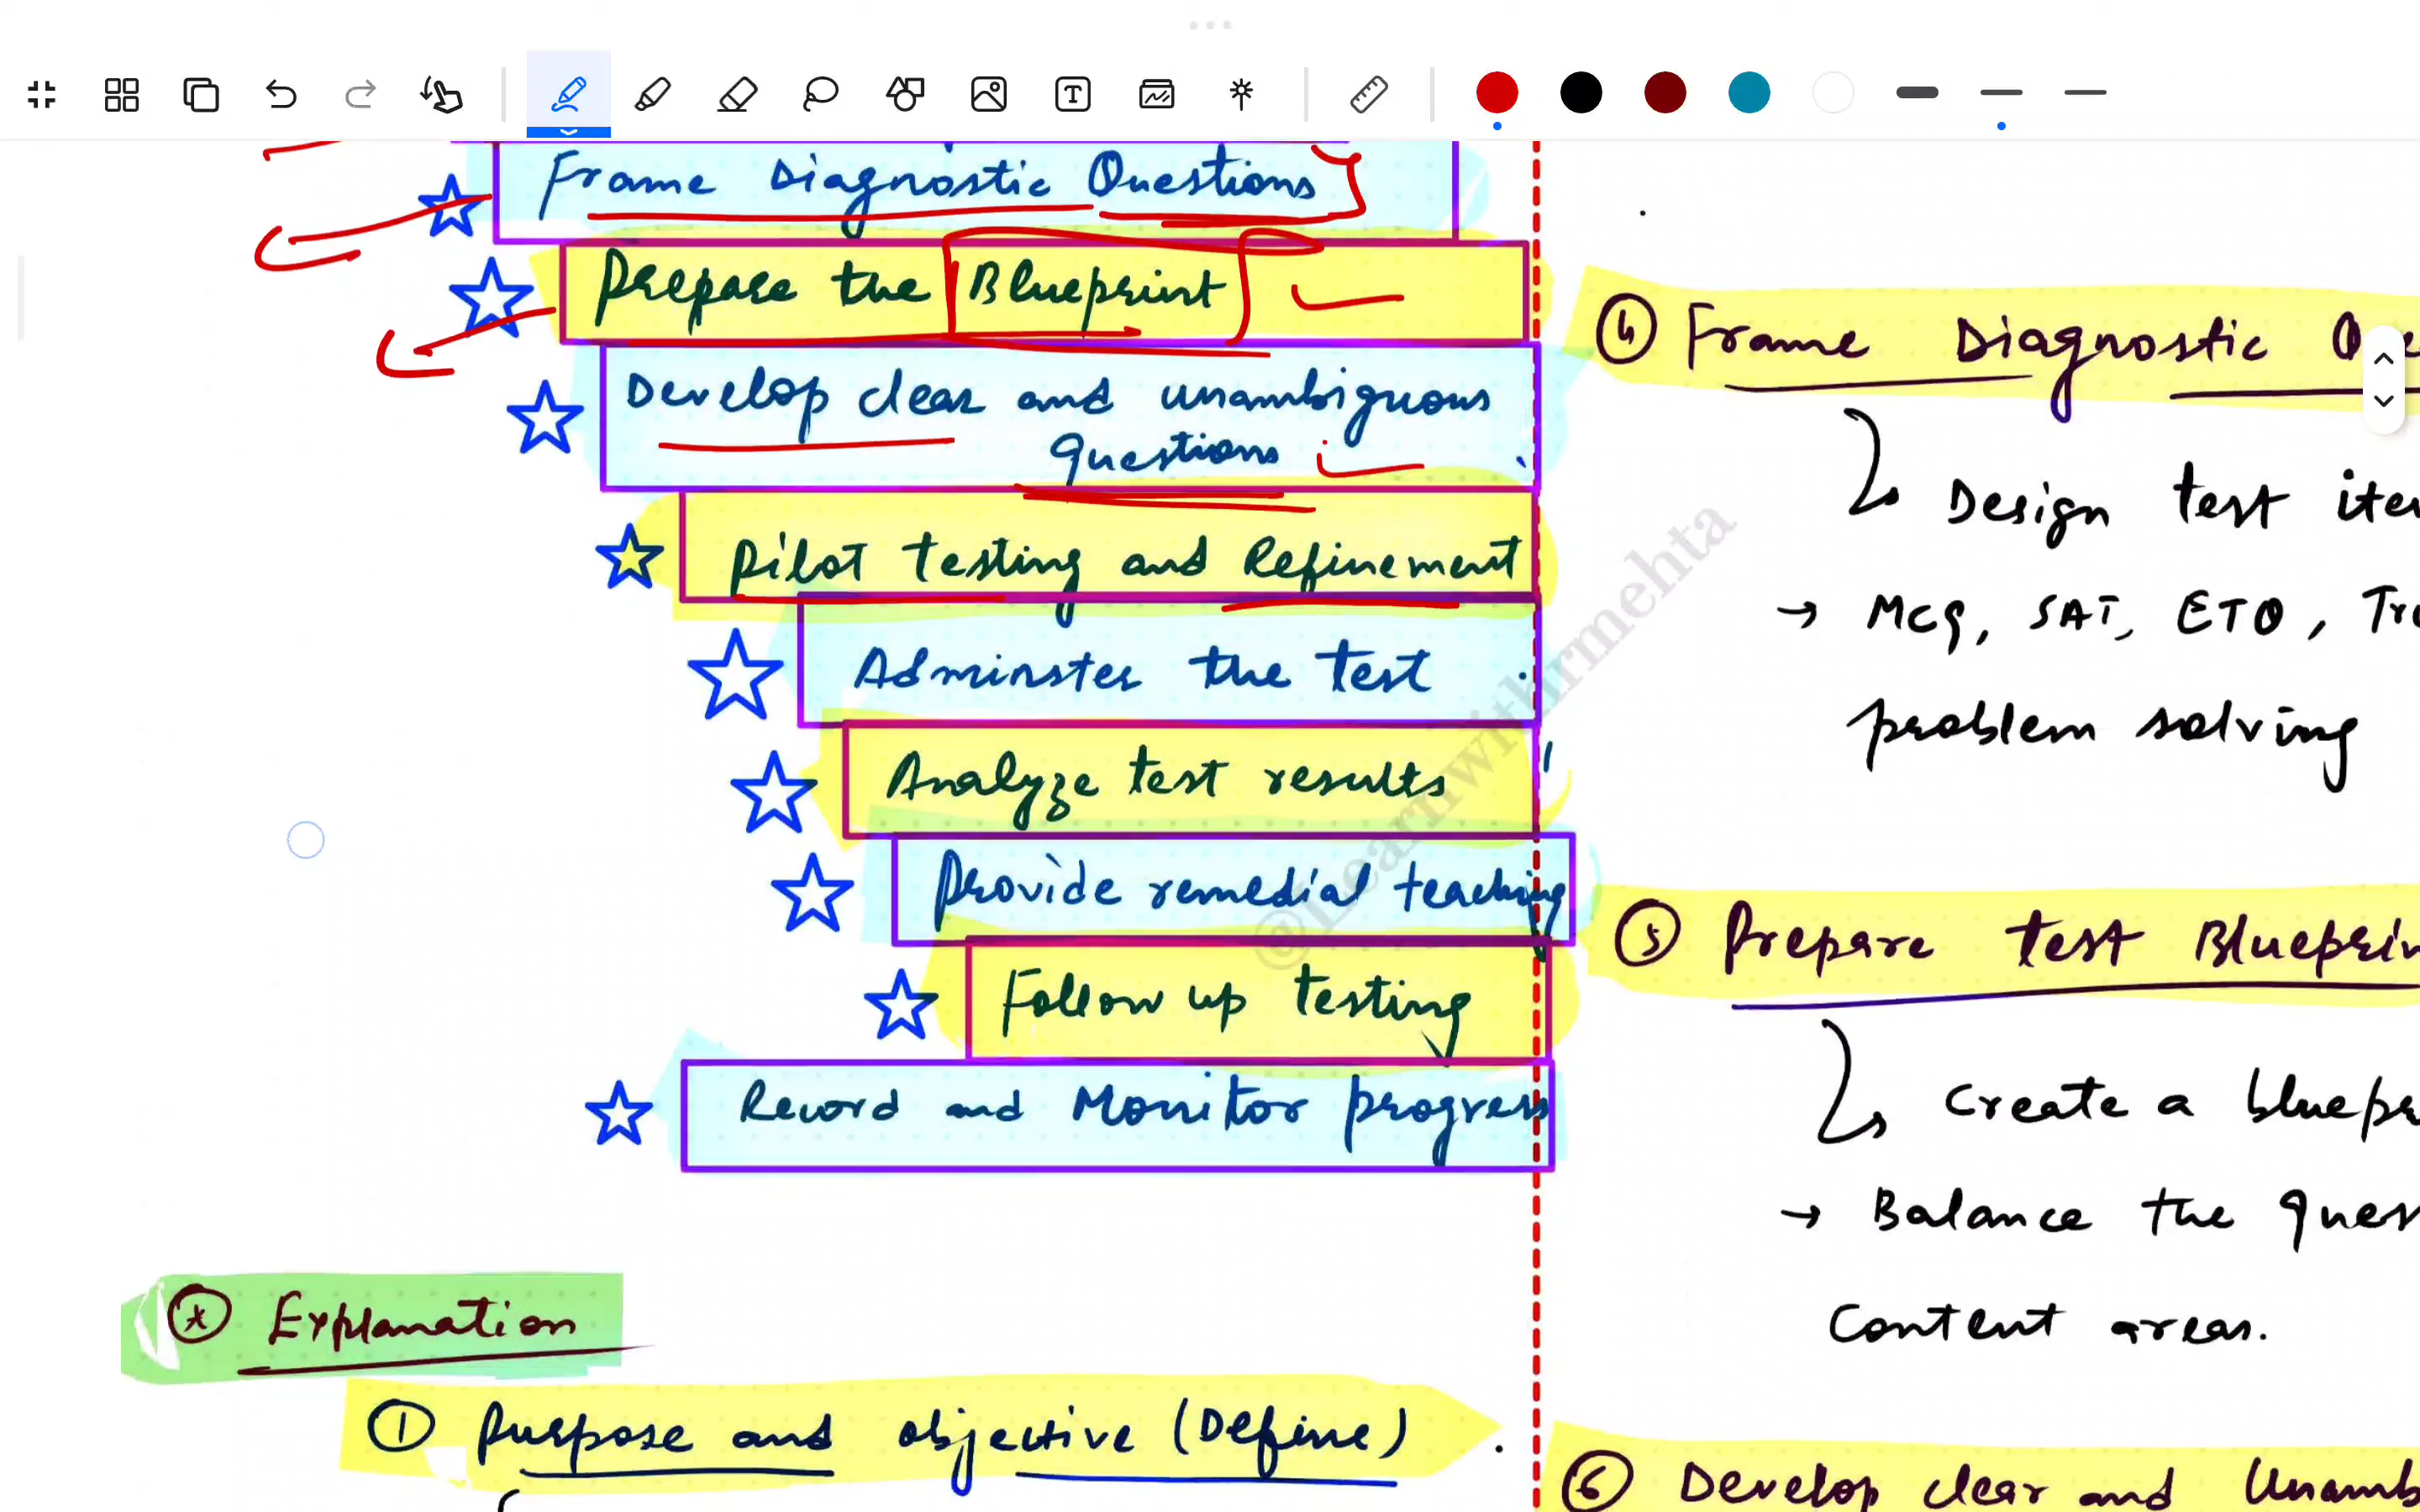 Frame Diagnostic Questions
Prepare the Blueprint
Develop clear and unambiguous
questions
Pilot testing and Refinement
Adminster the test
Analyze test results
Provide remedial teaching
Follow up testing
Record and Monitor progress
Explanation
1 Purpose and objective (Define)
4 Frame Diagnostic
Design test
→ MCQ, SAT, ETQ,
problem solving
5 Prepare test
Create a
→ Balance the
Content areas.
6 Develop clear and
@Learnwithrmehta